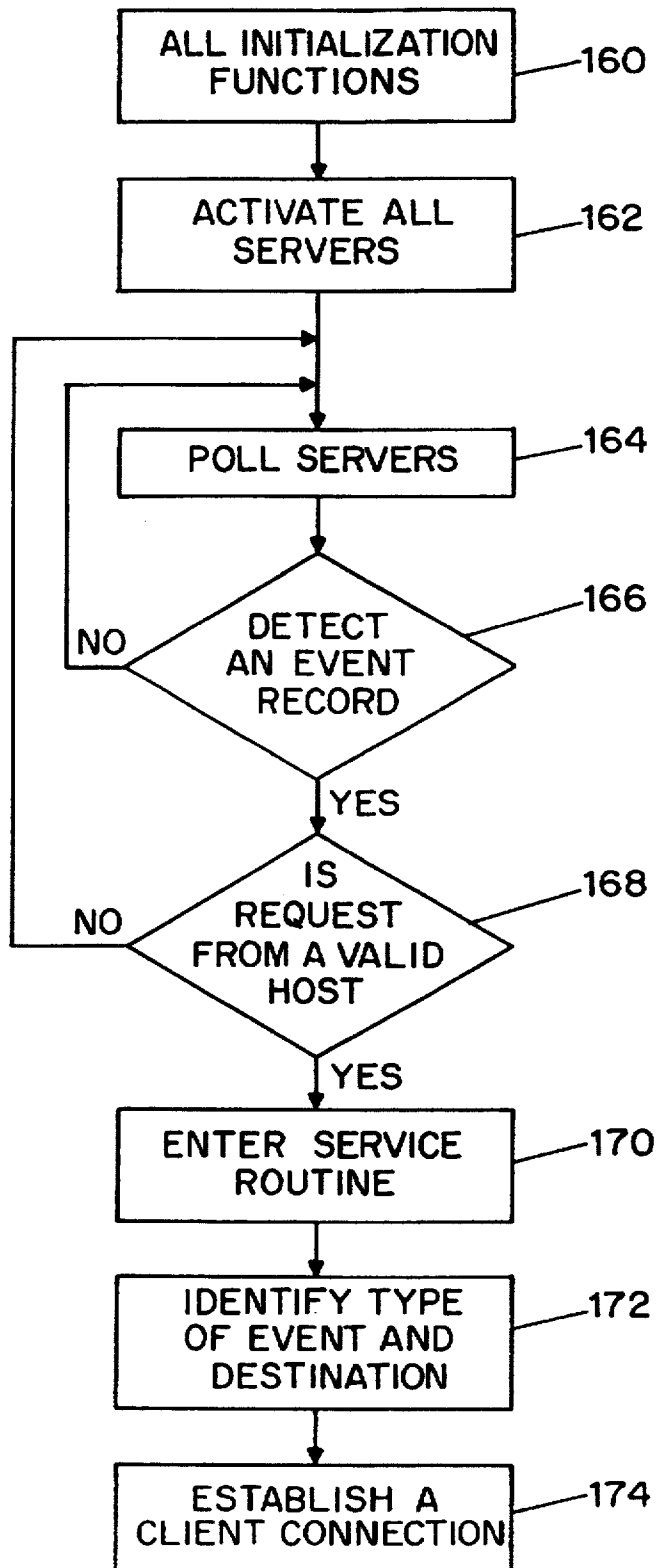 ALL INITIALIZATION
FUNCTIONS
160
ACTIVATE ALL
SERVERS
162
POLL SERVERS
164
DETECT
AN EVENT
RECORD
166
NO
YES
IS
REQUEST
FROM A VALID
HOST
168
NO
YES
ENTER SERVICE
ROUTINE
170
IDENTIFY TYPE
OF EVENT AND
DESTINATION
172
ESTABLISH A
CLIENT CONNECTION
174